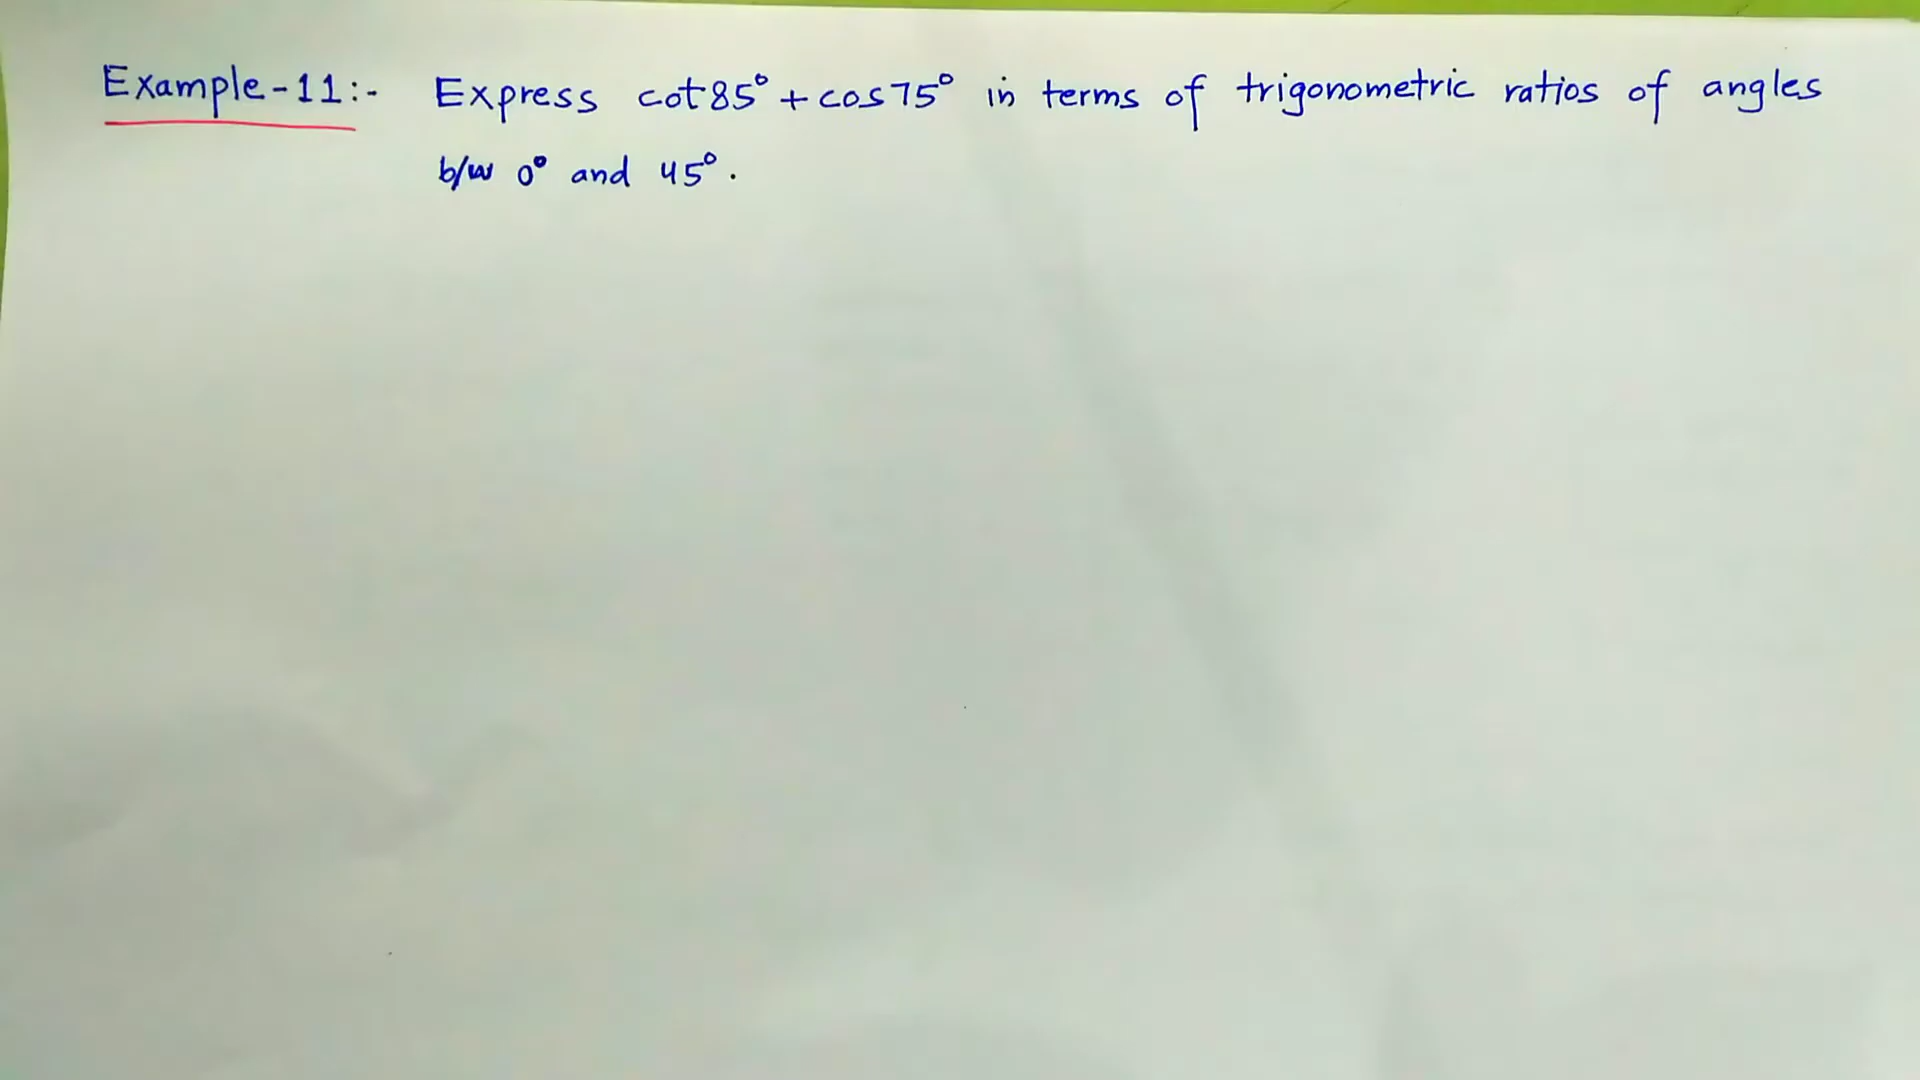 Example-11:- Express cot85° + cos75° in terms of trigonometric ratios of angles
b/w 0° and 45°.